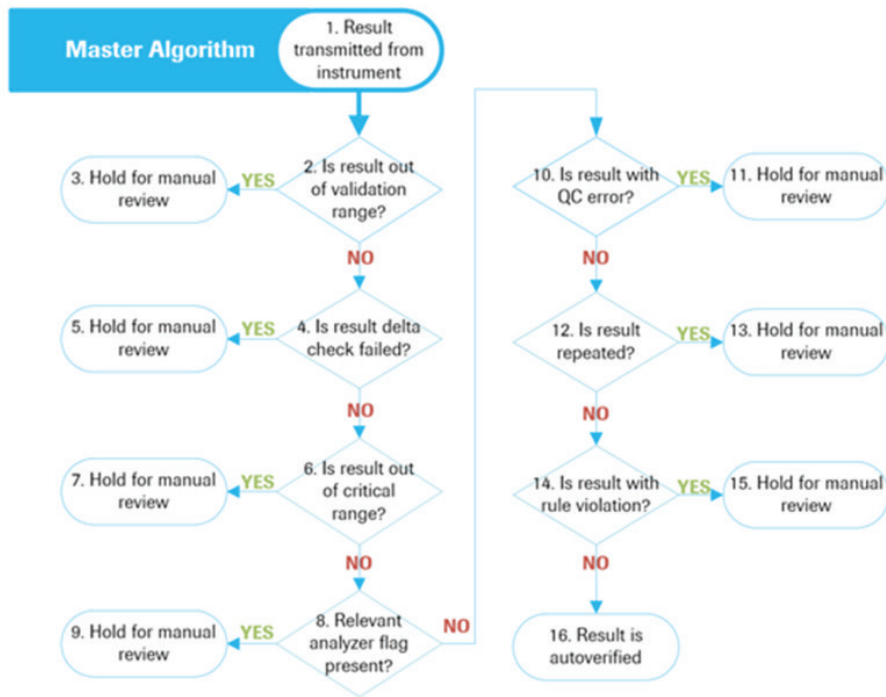 Master Algorithm
1. Result
transmitted from
instrument
2. Is result out
of validation
range?
YES
3. Hold for manual
review
NO
4. Is result delta
check failed?
YES
5. Hold for manual
review
NO
6. Is result out
of critical
range?
YES
7. Hold for manual
review
NO
8. Relevant
analyzer flag
present?
YES
9. Hold for manual
review
NO
10. Is result with
QC error?
YES
11. Hold for manual
review
NO
12. Is result
repeated?
YES
13. Hold for manual
review
NO
14. Is result with
rule violation?
YES
15. Hold for manual
review
NO
16. Result is
autoverified